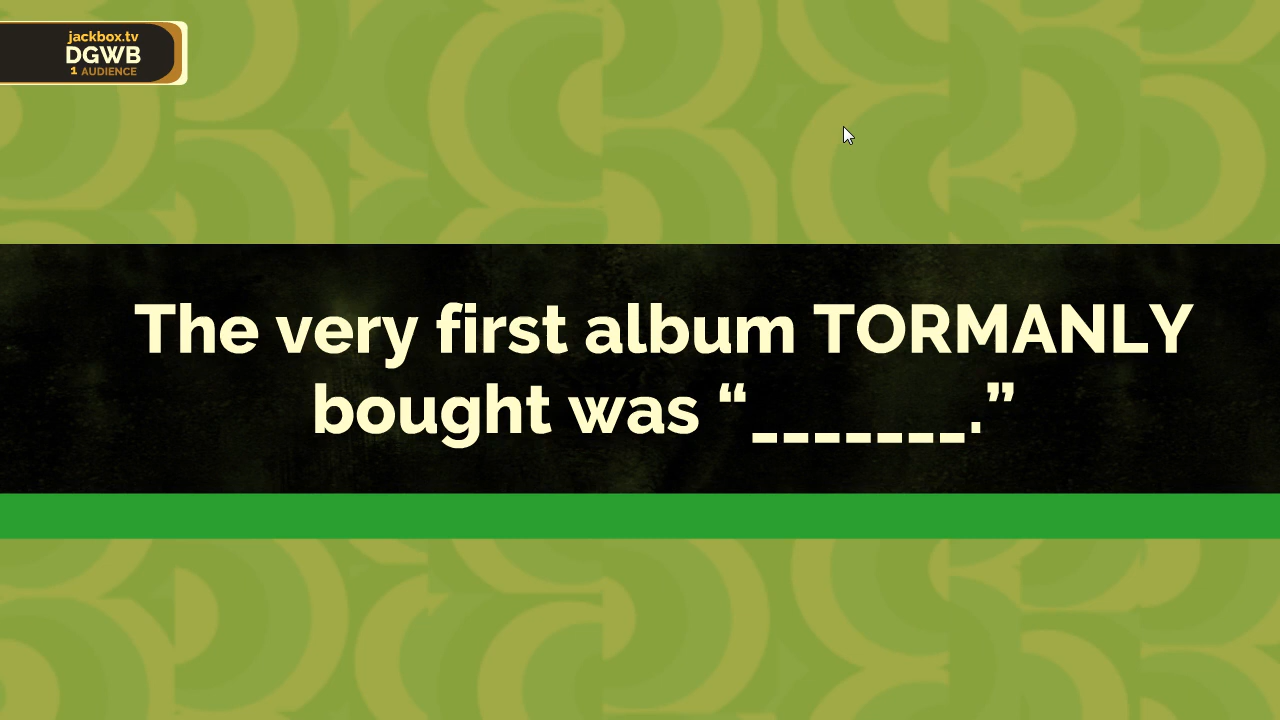 jackbox.tv
DGWB
1 AUDIENCE
The very first album TORMANLY
bought was “_______.”